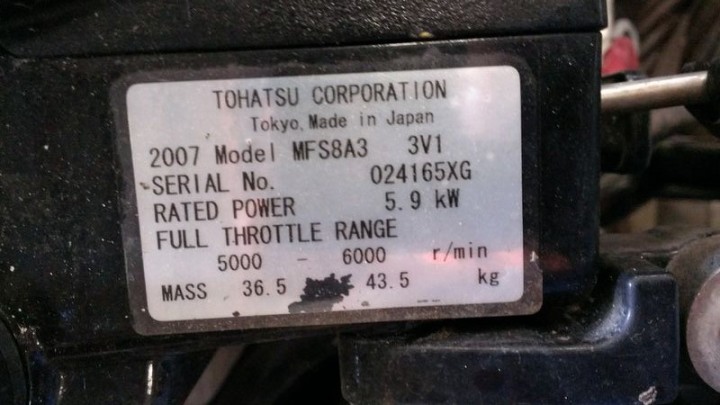 TOHATSU CORPORATION
Tokyo, Made in Japan
2007 Model MFS8A3 3V1
SERIAL No. 024165XG
RATED POWER 5.9 kW
FULL THROTTLE RANGE
5000 - 6000 r/min
MASS 36.5 43.5 kg